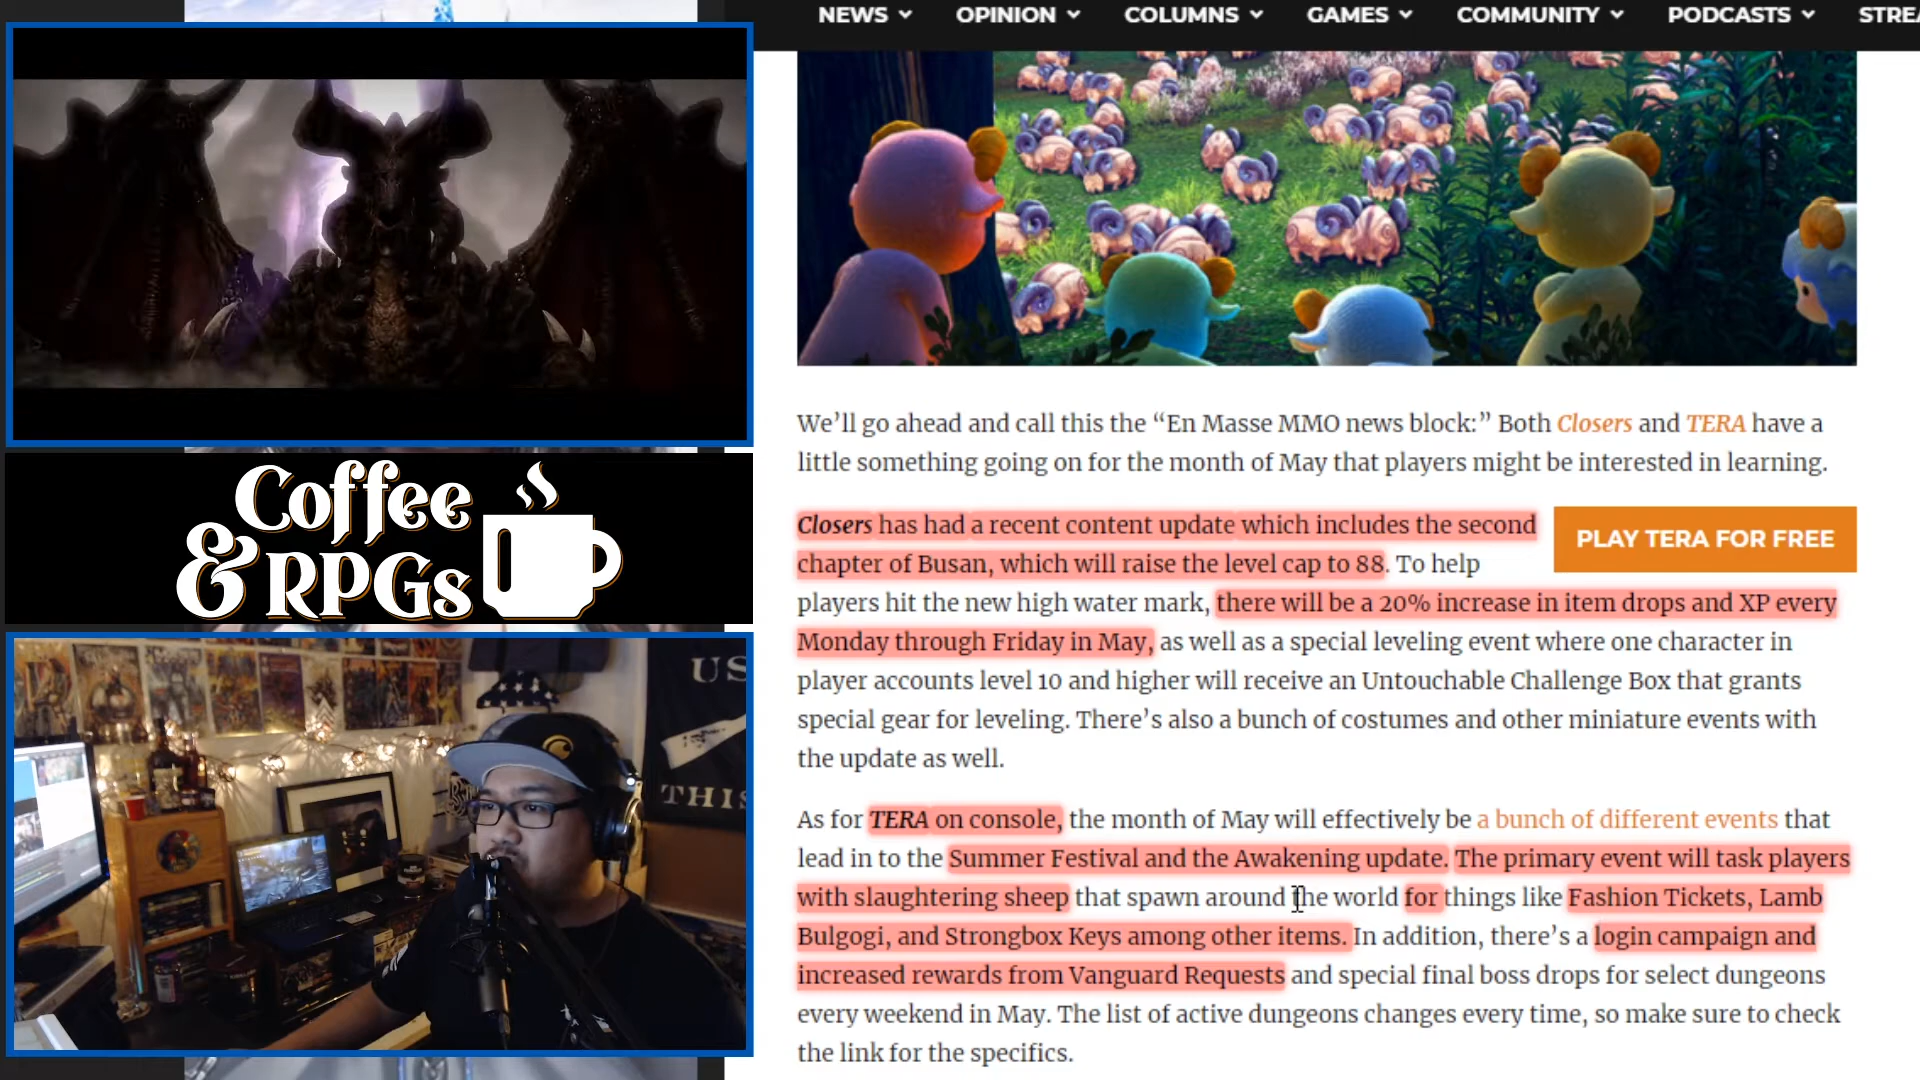 NEWS OPINION COLUMNS GAMES COMMUNITY PODCASTS STREA
Coffee
& RPGs
US
THIS
We’ll go ahead and call this the “En Masse MMO news block:” Both Closers and TERA have a
little something going on for the month of May that players might be interested in learning.
Closers has had a recent content update which includes the second
chapter of Busan, which will raise the level cap to 88. To help
PLAY TERA FOR FREE
players hit the new high water mark, there will be a 20% increase in item drops and XP every
Monday through Friday in May, as well as a special leveling event where one character in
player accounts level 10 and higher will receive an Untouchable Challenge Box that grants
special gear for leveling. There’s also a bunch of costumes and other miniature events with
the update as well.
As for TERA on console, the month of May will effectively be a bunch of different events that
lead in to the Summer Festival and the Awakening update. The primary event will task players
with slaughtering sheep that spawn around the world for things like Fashion Tickets, Lamb
Bulgogi, and Strongbox Keys among other items. In addition, there’s a login campaign and
increased rewards from Vanguard Requests and special final boss drops for select dungeons
every weekend in May. The list of active dungeons changes every time, so make sure to check
the link for the specifics.